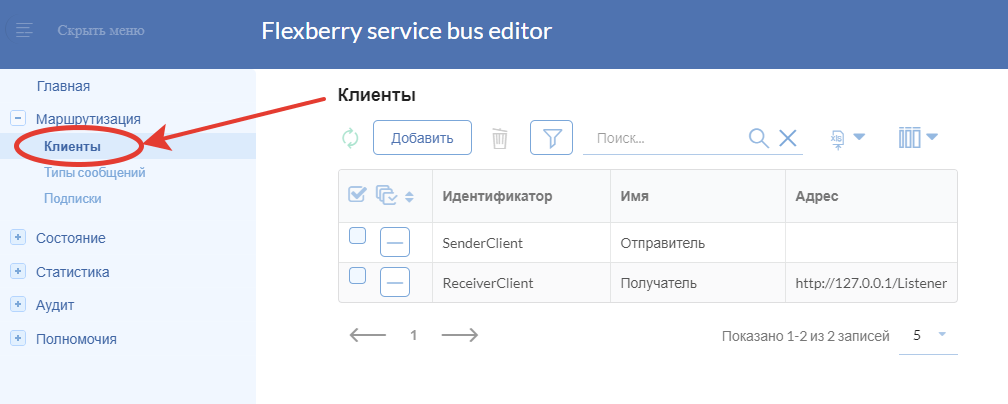 Скрыть меню
Flexberry service bus editor
Главная
Маршрутизация
Клиенты
Типы сообщений
Подписки
Состояние
Статистика
Аудит
Полномочия
Клиенты
Добавить
Поиск...
xls
Идентификатор Имя Адрес
SenderClient Отправитель
ReceiverClient Получатель http://127.0.0.1/Listener
1
Показано 1-2 из 2 записей 5